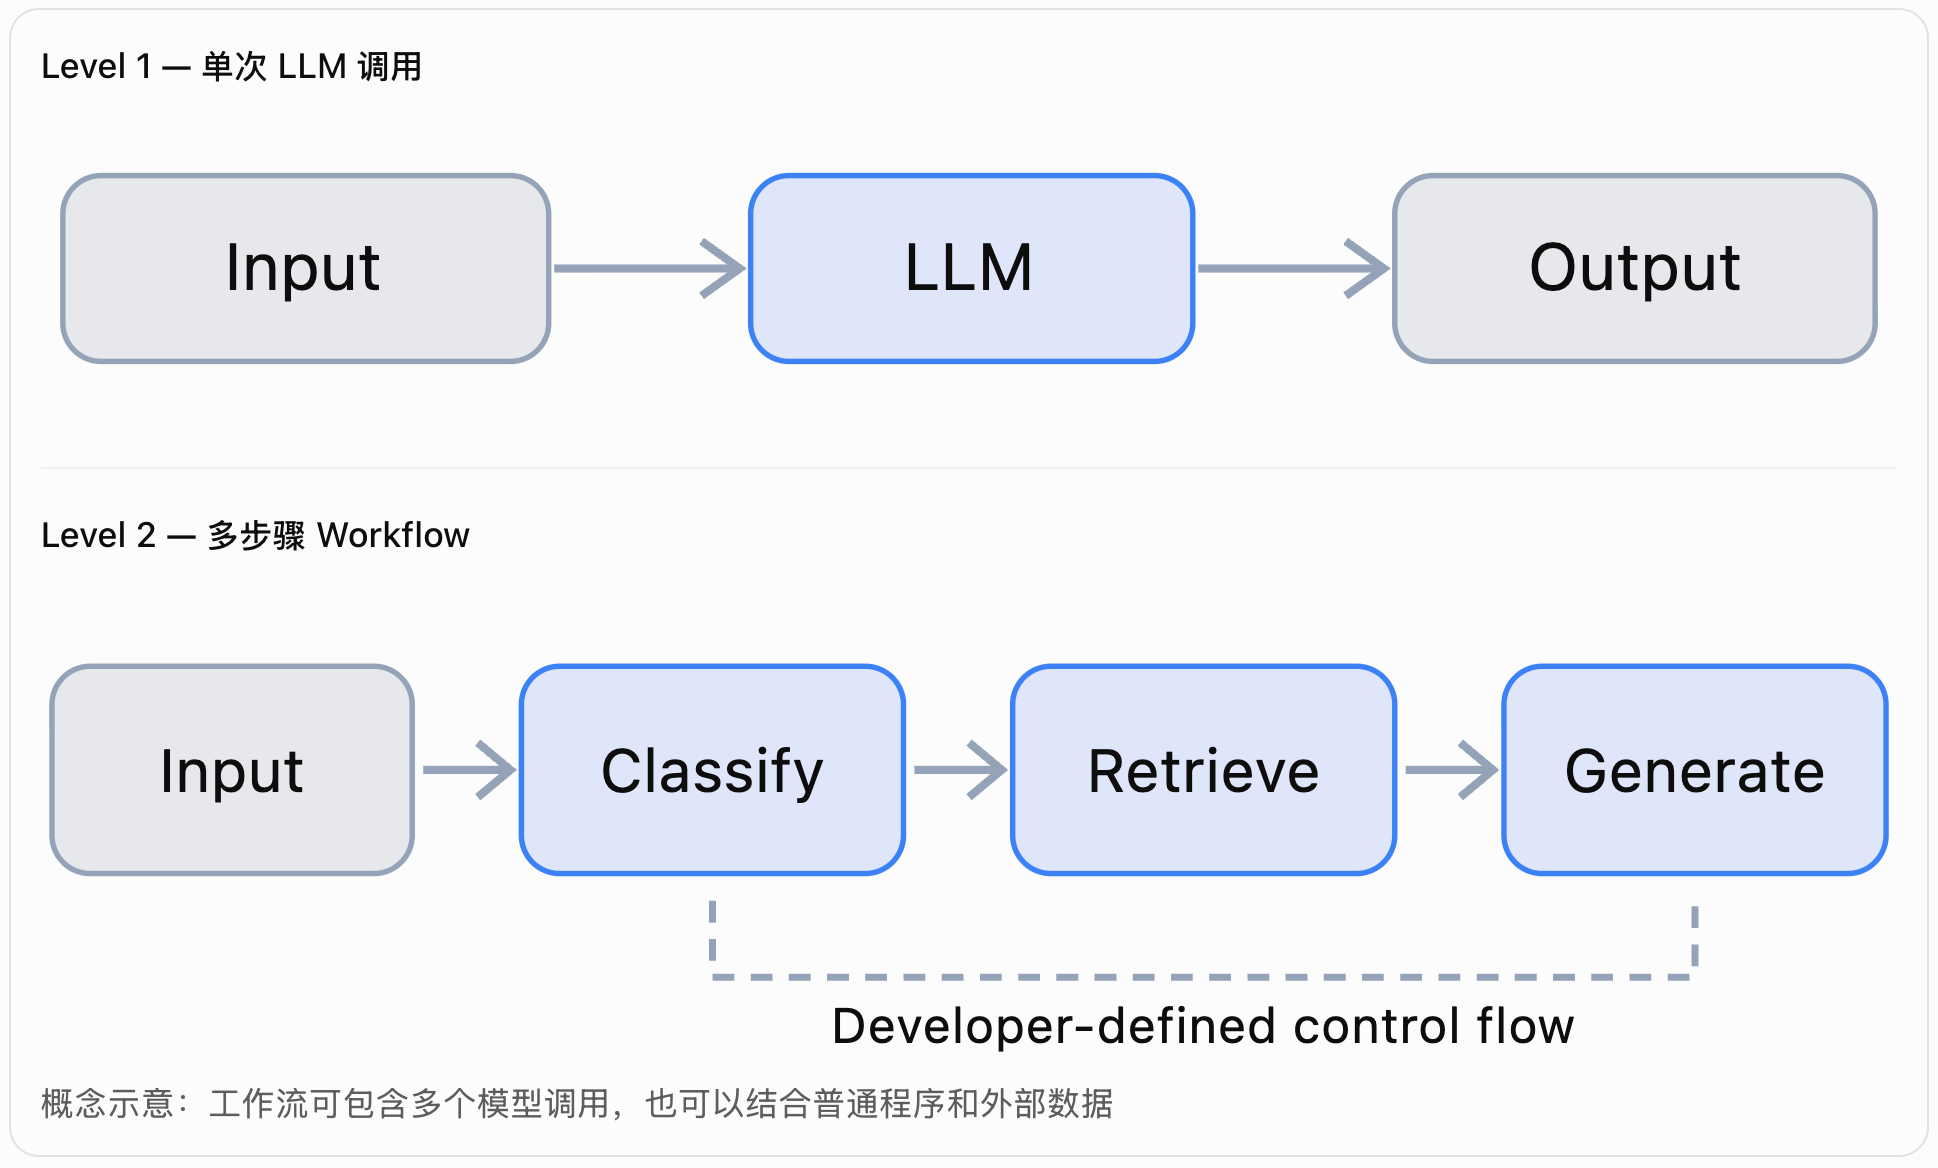 Level 1 — 单次 LLM 调用
Input
LLM
Output
Level 2 — 多步骤 Workflow
Input
Classify
Retrieve
Generate
Developer-defined control flow
概念示意：工作流可包含多个模型调用，也可以结合普通程序和外部数据